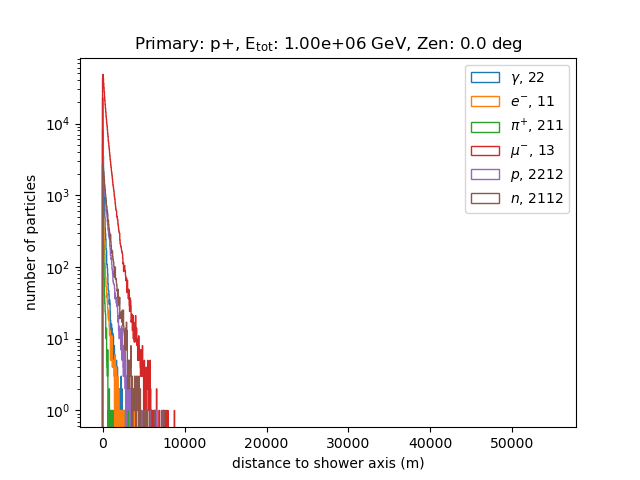 Primary: p+, E_tot: 1.00e+06 GeV, Zen: 0.0 deg
γ, 22
e⁻, 11
π⁺, 211
μ⁻, 13
p, 2212
n, 2112
number of particles
10⁴
10³
10²
10¹
10⁰
0 10000 20000 30000 40000 50000
distance to shower axis (m)